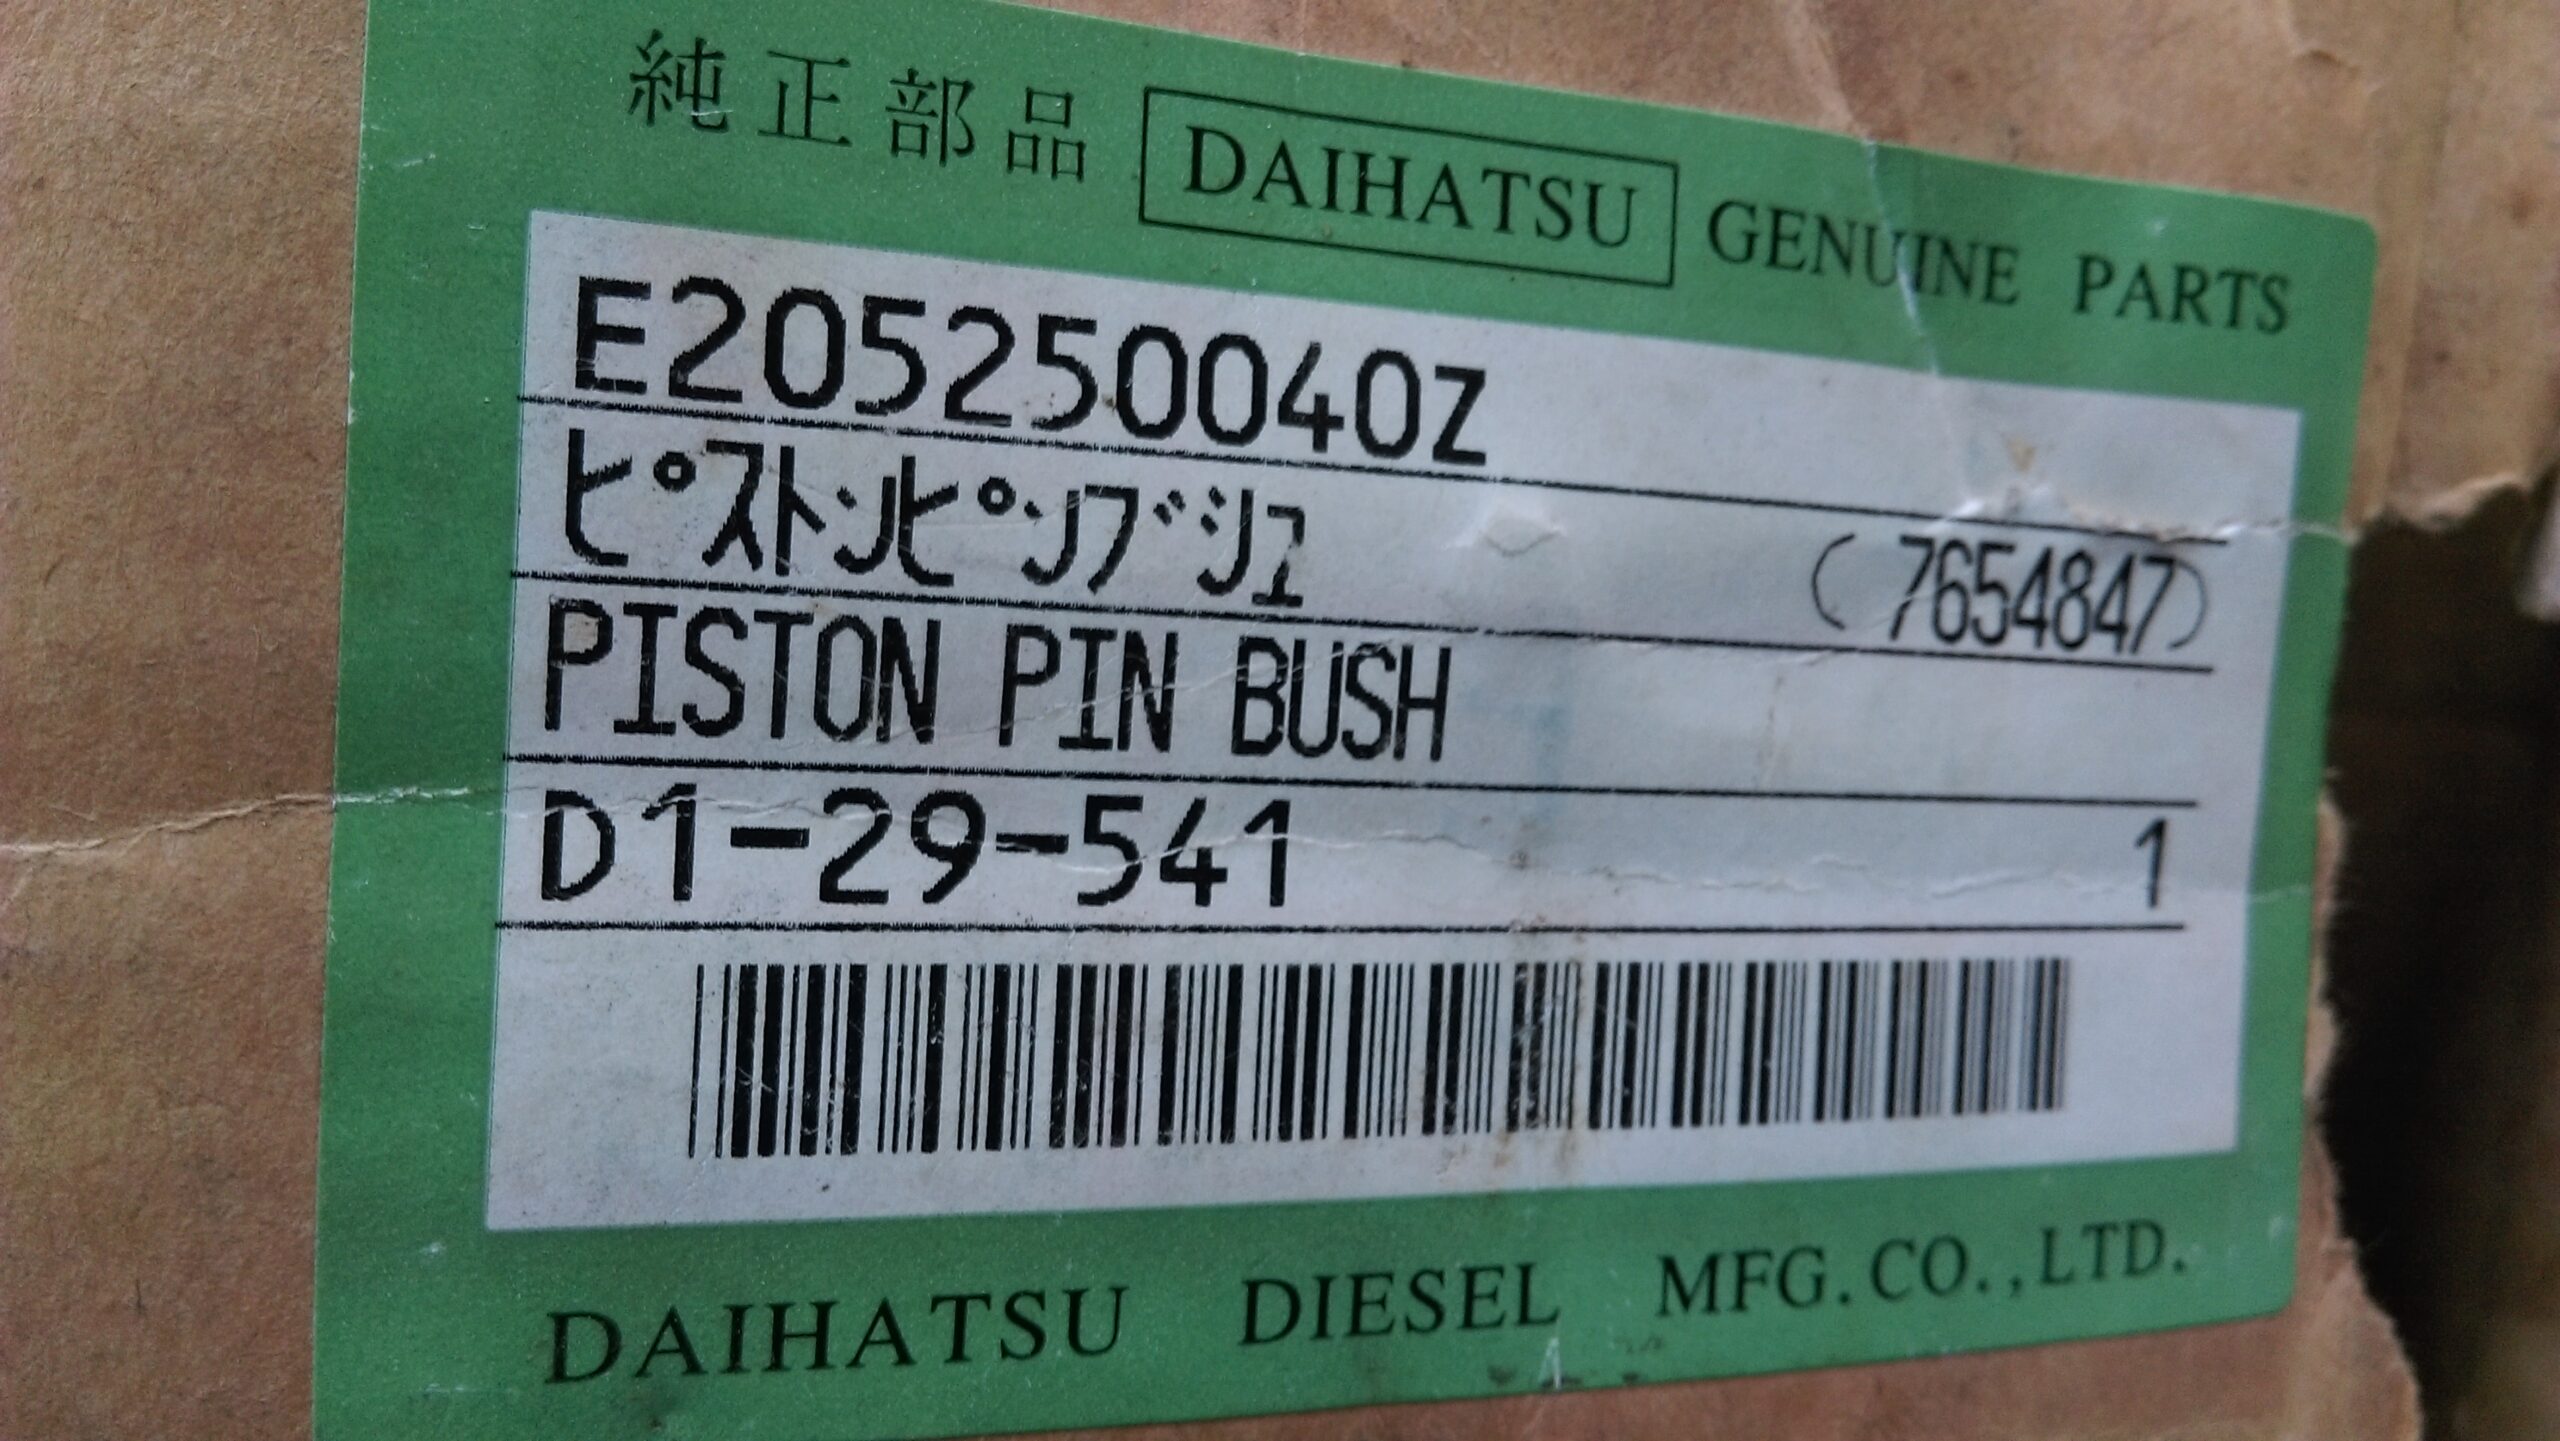 純正部品 DAIHATSU GENUINE PARTS
E205250040Z
ﾋﾟｽﾄﾝﾋﾟﾝﾌﾞｼｭ (7654847)
PISTON PIN BUSH
D1-29-541 1
DAIHATSU DIESEL MFG.CO.,LTD.